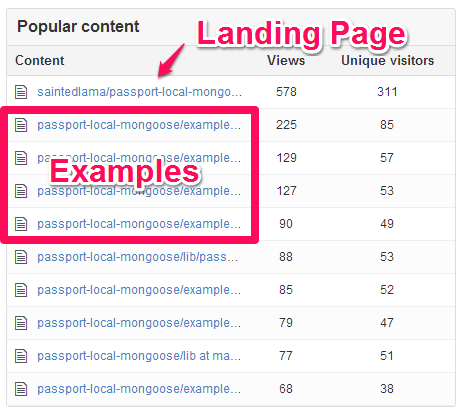 Popular content
Landing Page
Content Views Unique visitors
saintedlama/passport-local-mongo... 578 311
passport-local-mongoose/example... 225 85
passport-local-mongoose/example... 129 57
Examples
passport-local-mongoose/example... 127 53
passport-local-mongoose/example... 90 49
passport-local-mongoose/lib/pass... 88 53
passport-local-mongoose/example... 85 52
passport-local-mongoose/example... 79 47
passport-local-mongoose/lib at ma... 77 51
passport-local-mongoose/example... 68 38